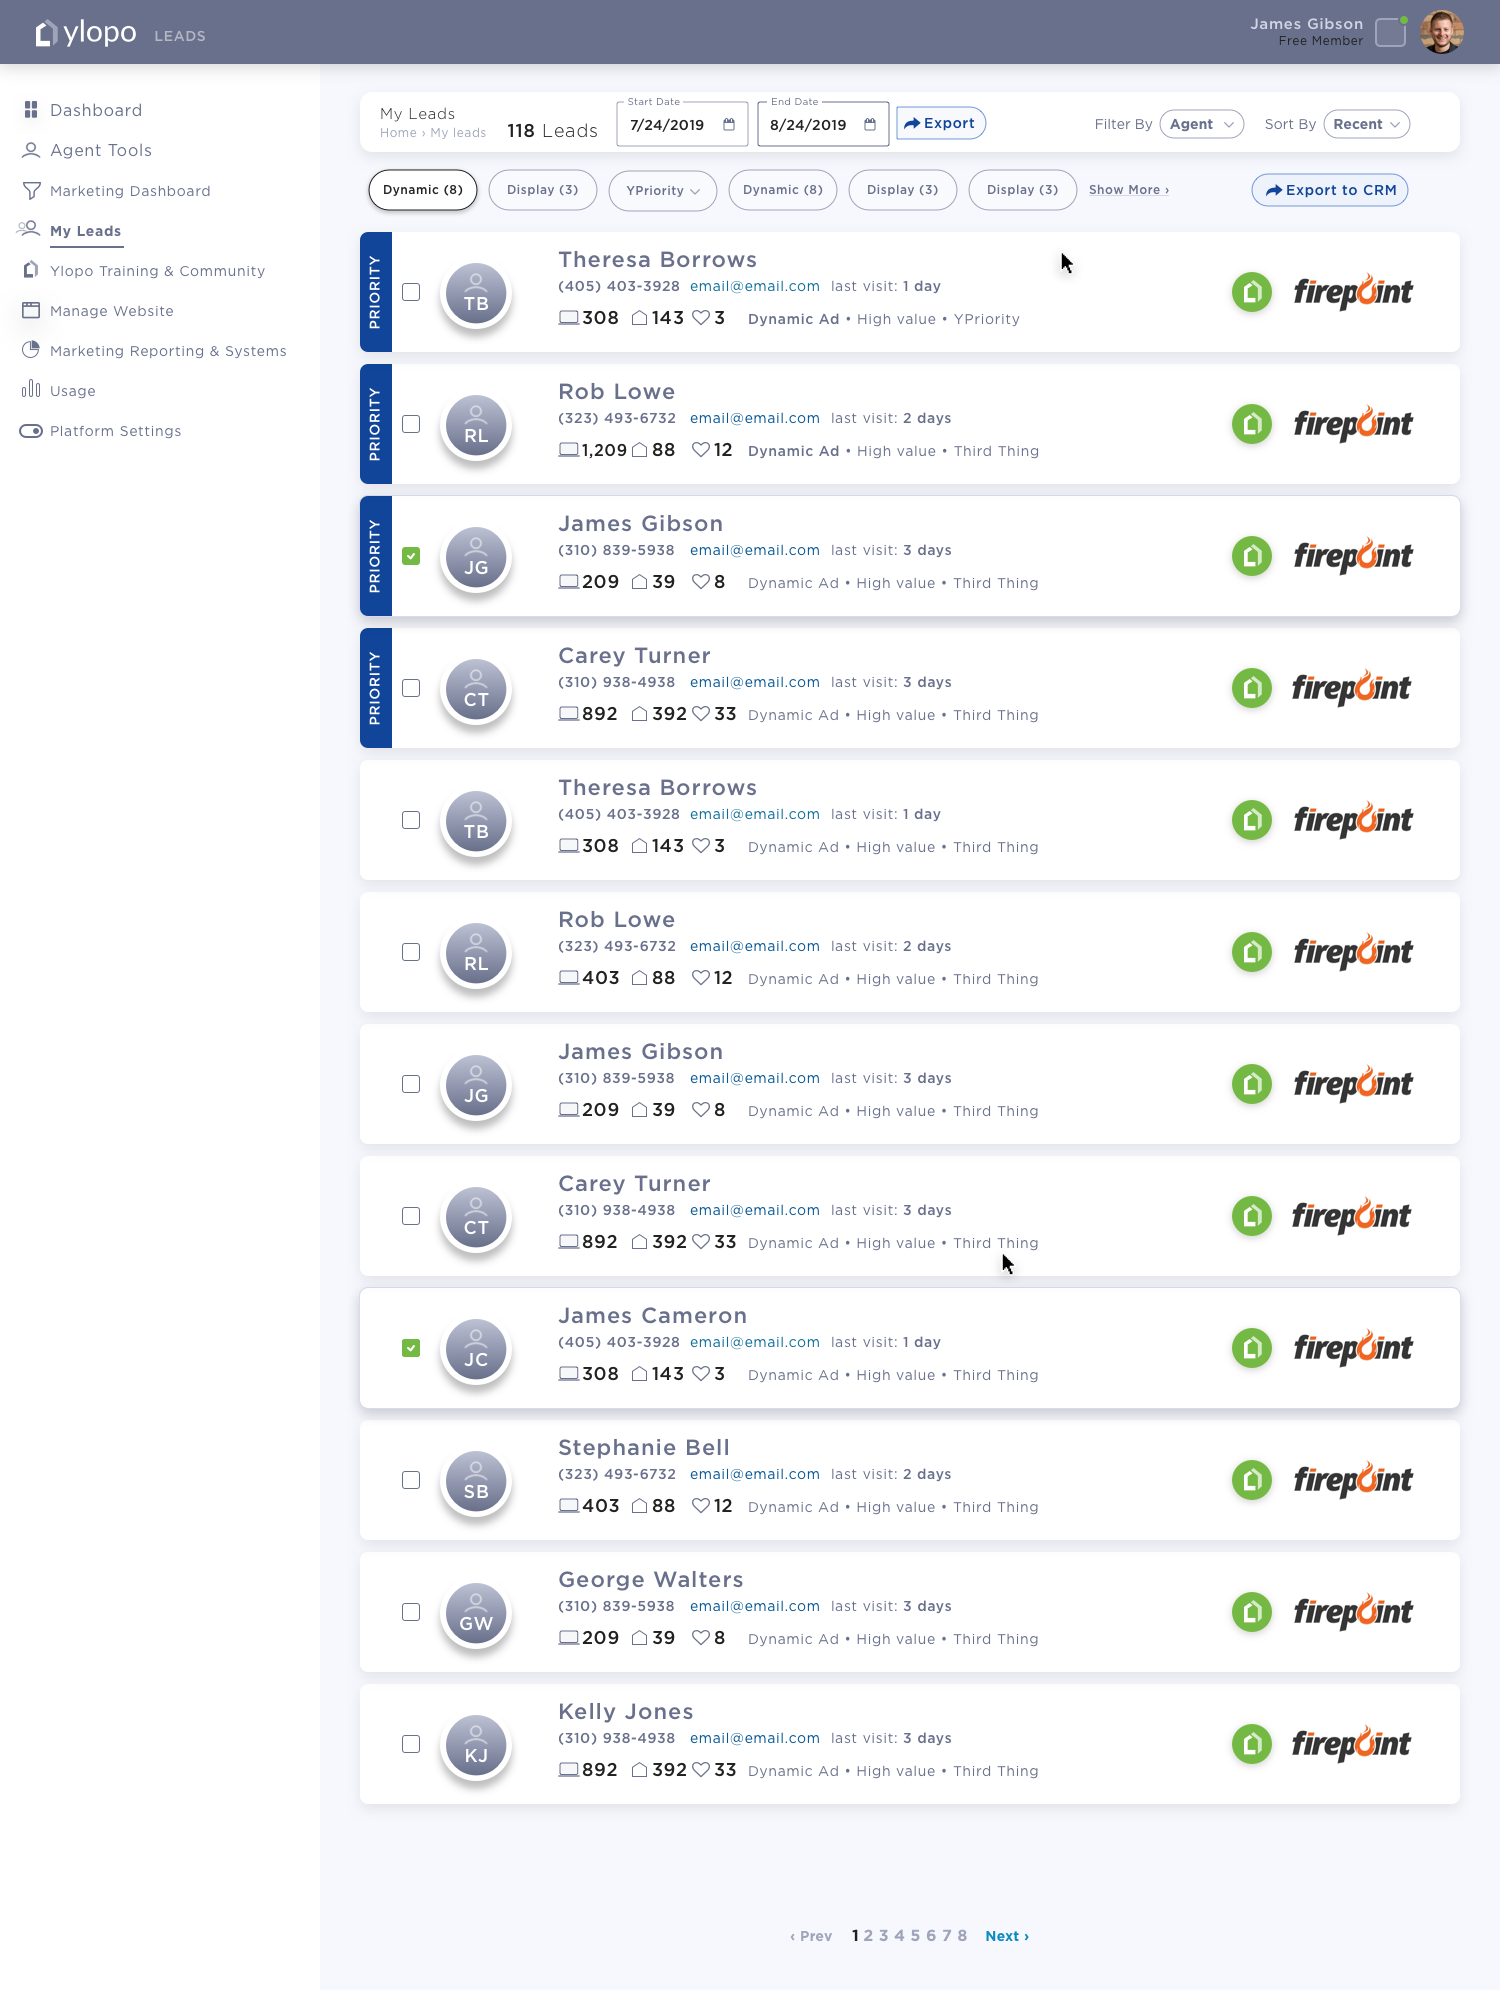 ylopo LEADS
James Gibson
Free Member
Dashboard
Agent Tools
Marketing Dashboard
My Leads
Ylopo Training & Community
Manage Website
Marketing Reporting & Systems
Usage
Platform Settings
My Leads
Home › My leads
118 Leads
Start Date
7/24/2019
End Date
8/24/2019
Export
Filter By Agent
Sort By Recent
Dynamic (8) Display (3) YPriority Dynamic (8) Display (3) Display (3) Show More ›
Export to CRM
PRIORITY
TB
Theresa Borrows
(405) 403-3928 email@email.com last visit: 1 day
308 143 3 Dynamic Ad • High value • YPriority
firepoint
PRIORITY
RL
Rob Lowe
(323) 493-6732 email@email.com last visit: 2 days
1,209 88 12 Dynamic Ad • High value • Third Thing
firepoint
PRIORITY
JG
James Gibson
(310) 839-5938 email@email.com last visit: 3 days
209 39 8 Dynamic Ad • High value • Third Thing
firepoint
PRIORITY
CT
Carey Turner
(310) 938-4938 email@email.com last visit: 3 days
892 392 33 Dynamic Ad • High value • Third Thing
firepoint
TB
Theresa Borrows
(405) 403-3928 email@email.com last visit: 1 day
308 143 3 Dynamic Ad • High value • Third Thing
firepoint
RL
Rob Lowe
(323) 493-6732 email@email.com last visit: 2 days
403 88 12 Dynamic Ad • High value • Third Thing
firepoint
JG
James Gibson
(310) 839-5938 email@email.com last visit: 3 days
209 39 8 Dynamic Ad • High value • Third Thing
firepoint
CT
Carey Turner
(310) 938-4938 email@email.com last visit: 3 days
892 392 33 Dynamic Ad • High value • Third Thing
firepoint
JC
James Cameron
(405) 403-3928 email@email.com last visit: 1 day
308 143 3 Dynamic Ad • High value • Third Thing
firepoint
SB
Stephanie Bell
(323) 493-6732 email@email.com last visit: 2 days
403 88 12 Dynamic Ad • High value • Third Thing
firepoint
GW
George Walters
(310) 839-5938 email@email.com last visit: 3 days
209 39 8 Dynamic Ad • High value • Third Thing
firepoint
KJ
Kelly Jones
(310) 938-4938 email@email.com last visit: 3 days
892 392 33 Dynamic Ad • High value • Third Thing
firepoint
‹ Prev 1 2 3 4 5 6 7 8 Next ›